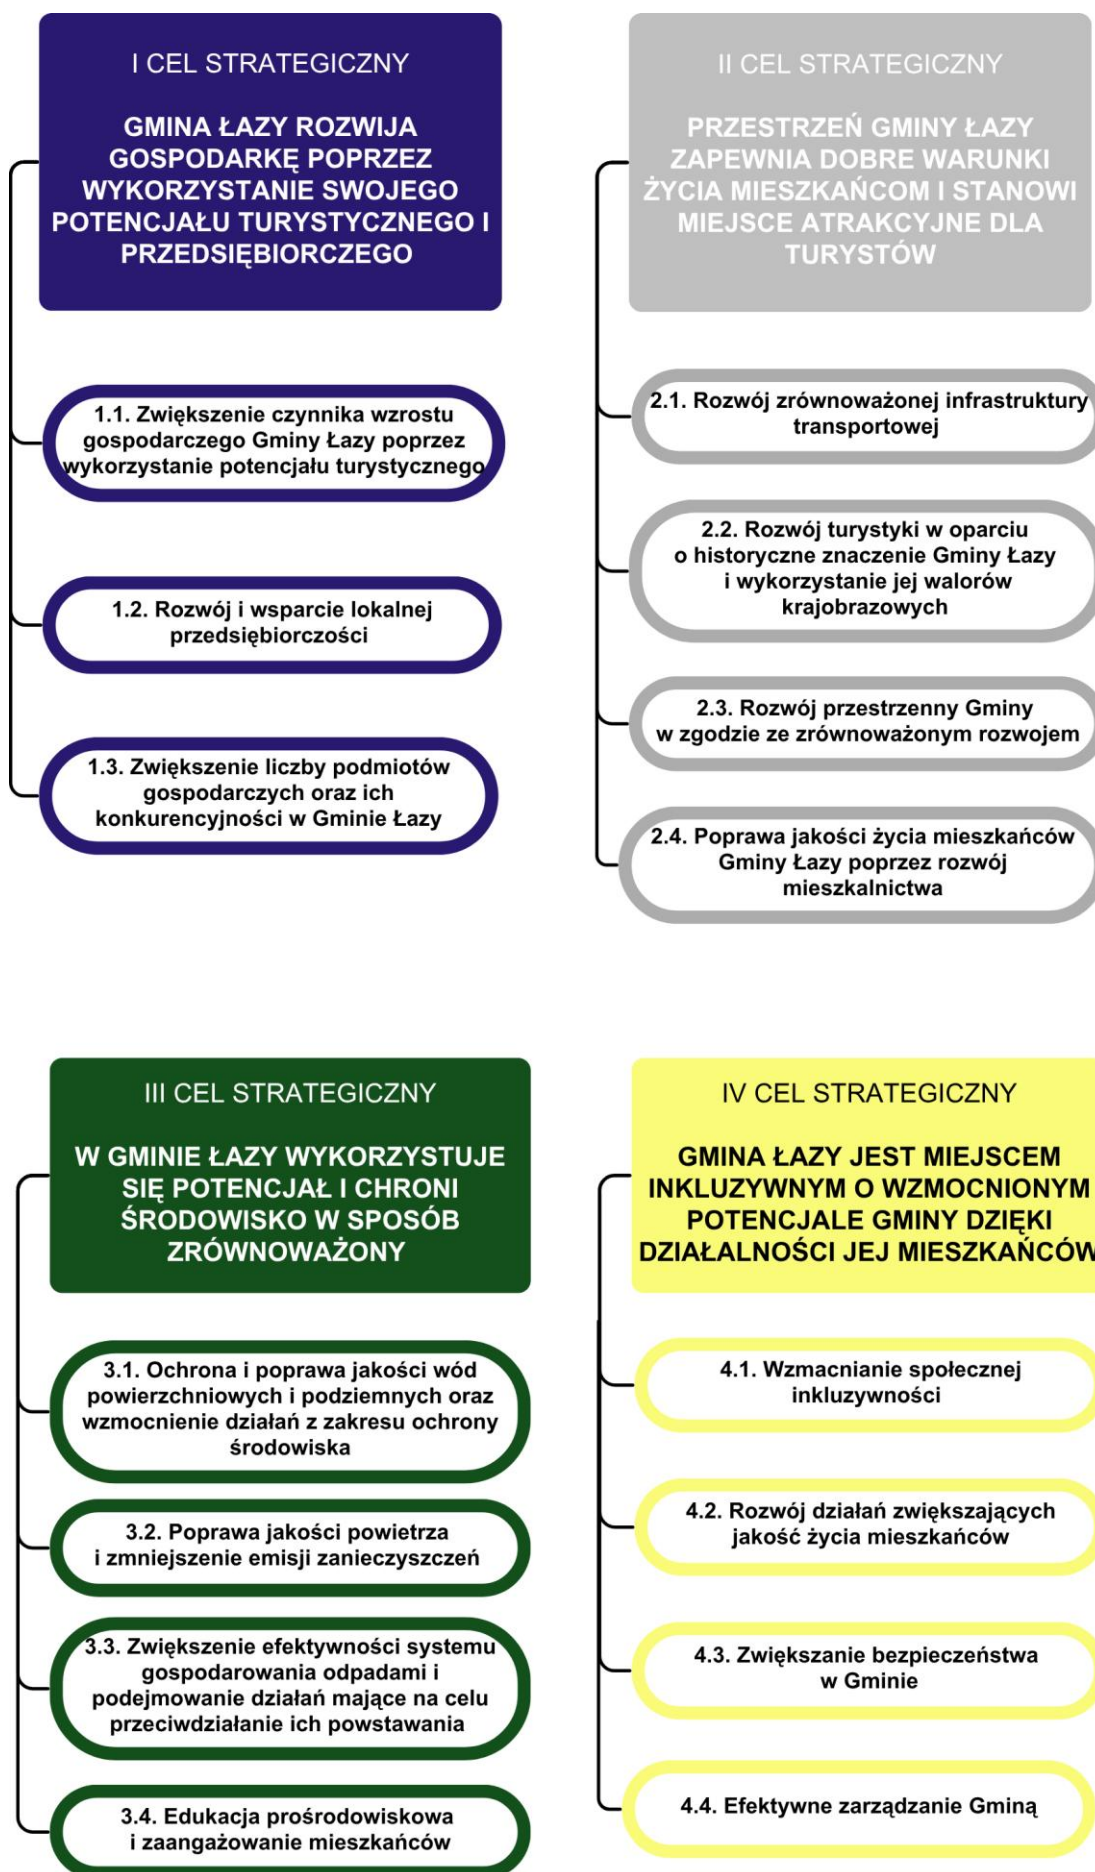 I CEL STRATEGICZNY
GMINA ŁAZY ROZWIJA
GOSPODARKĘ POPRZEZ
WYKORZYSTANIE SWOJEGO
POTENCJAŁU TURYSTYCZNEGO I
PRZEDSIĘBIORCZEGO
1.1. Zwiększenie czynnika wzrostu
gospodarczego Gminy Łazy poprzez
wykorzystanie potencjału turystycznego
1.2. Rozwój i wsparcie lokalnej
przedsiębiorczości
1.3. Zwiększenie liczby podmiotów
gospodarczych oraz ich
konkurencyjności w Gminie Łazy
II CEL STRATEGICZNY
PRZESTRZEŃ GMINY ŁAZY
ZAPEWNIA DOBRE WARUNKI
ŻYCIA MIESZKAŃCOM I STANOWI
MIEJSCE ATRAKCYJNE DLA
TURYSTÓW
2.1. Rozwój zrównoważonej infrastruktury
transportowej
2.2. Rozwój turystyki w oparciu
o historyczne znaczenie Gminy Łazy
i wykorzystanie jej walorów
krajobrazowych
2.3. Rozwój przestrzenny Gminy
w zgodzie ze zrównoważonym rozwojem
2.4. Poprawa jakości życia mieszkańców
Gminy Łazy poprzez rozwój
mieszkalnictwa
III CEL STRATEGICZNY
W GMINIE ŁAZY WYKORZYSTUJE
SIĘ POTENCJAŁ I CHRONI
ŚRODOWISKO W SPOSÓB
ZRÓWNOWAŻONY
3.1. Ochrona i poprawa jakości wód
powierzchniowych i podziemnych oraz
wzmocnienie działań z zakresu ochrony
środowiska
3.2. Poprawa jakości powietrza
i zmniejszenie emisji zanieczyszczeń
3.3. Zwiększenie efektywności systemu
gospodarowania odpadami i
podejmowanie działań mające na celu
przeciwdziałanie ich powstawania
3.4. Edukacja prośrodowiskowa
i zaangażowanie mieszkańców
IV CEL STRATEGICZNY
GMINA ŁAZY JEST MIEJSCEM
INKLUZYWNYM O WZMOCNIONYM
POTENCJALE GMINY DZIĘKI
DZIAŁALNOŚCI JEJ MIESZKAŃCÓW
4.1. Wzmacnianie społecznej
inkluzywności
4.2. Rozwój działań zwiększających
jakość życia mieszkańców
4.3. Zwiększanie bezpieczeństwa
w Gminie
4.4. Efektywne zarządzanie Gminą